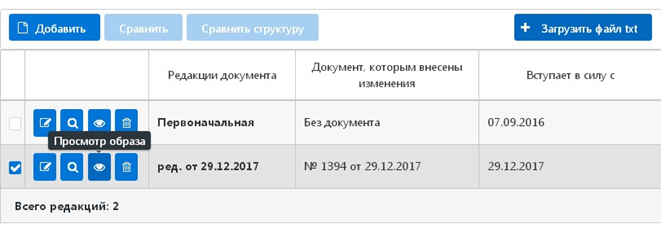 Добавить Сравнить Сравнить структуру + Загрузить файл txt
Редакции документа Документ, которым внесены изменения Вступает в силу с
Первоначальная Без документа 07.09.2016
Просмотр образа
ред. от 29.12.2017 № 1394 от 29.12.2017 29.12.2017
Всего редакций: 2